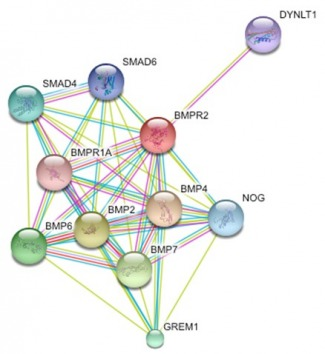 DYNLT1
SMAD6
SMAD4
BMPR2
BMPR1A
BMP4
NOG
BMP2
BMP6
BMP7
GREM1